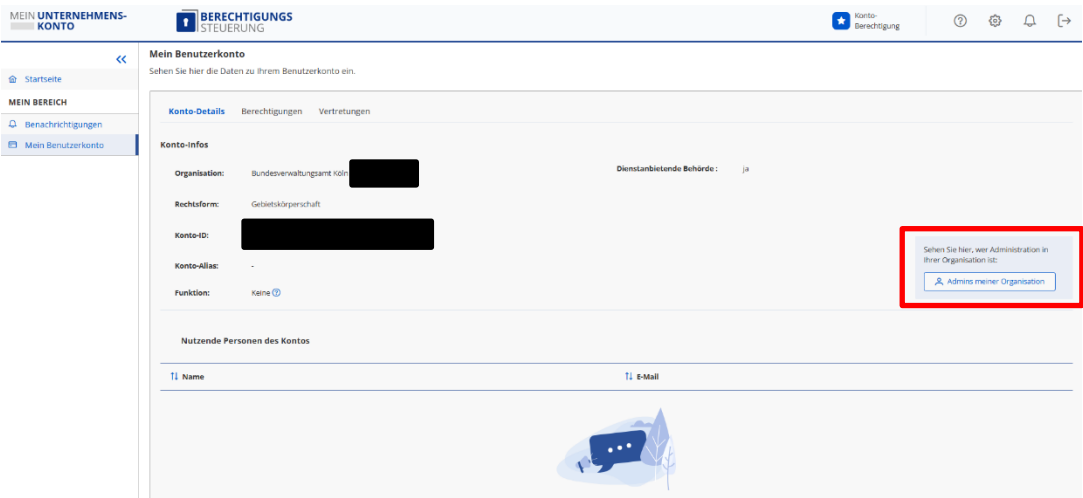 MEIN UNTERNEHMENS-
KONTO
BERECHTIGUNGS
STEUERUNG
Konto-
Berechtigung
Startseite
MEIN BEREICH
Benachrichtigungen
Mein Benutzerkonto
Mein Benutzerkonto
Sehen Sie hier die Daten zu Ihrem Benutzerkonto ein.
Konto-Details Berechtigungen Vertretungen
Konto-Infos
Organisation: Bundesverwaltungsamt Köln
Dienstanbietende Behörde : ja
Rechtsform: Gebietskörperschaft
Konto-ID:
Konto-Alias: -
Funktion: Keine
Sehen Sie hier, wer Administration in
Ihrer Organisation ist:
Admins meiner Organisation
Nutzende Personen des Kontos
Name E-Mail